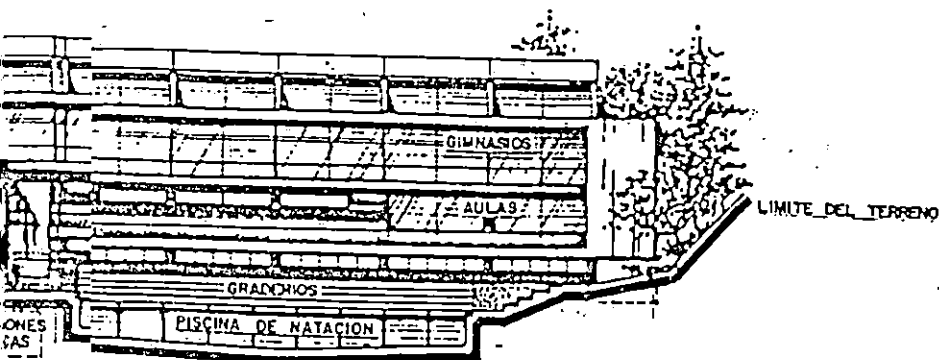 GIMNASIOS
AULAS
LIMITE DEL TERRENO
GRADERIOS
PISCINA DE NATACION